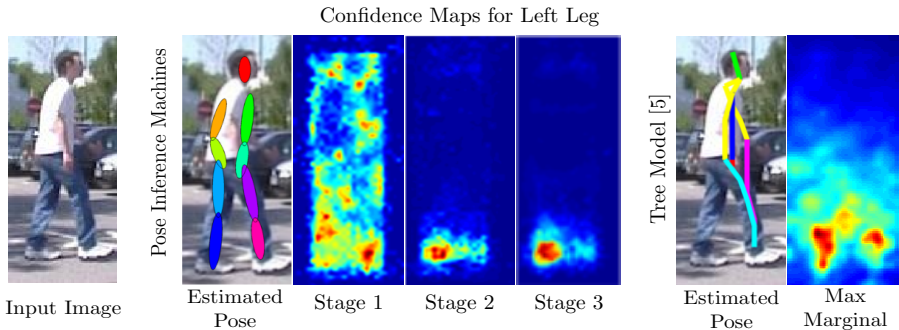 Confidence Maps for Left Leg
Pose Inference Machines
Tree Model [5]
Input Image
Estimated
Pose
Stage 1
Stage 2
Stage 3
Estimated
Pose
Max
Marginal